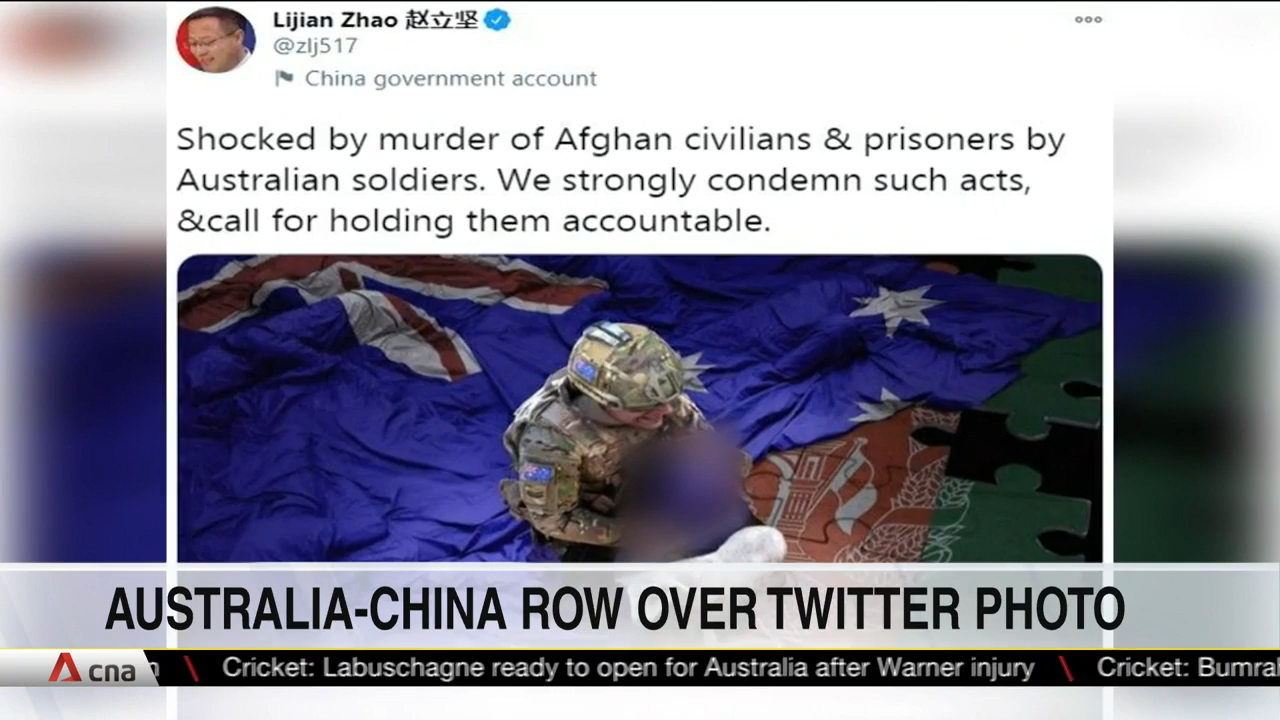 Lijian Zhao 赵立坚
@zlj517
China government account
Shocked by murder of Afghan civilians & prisoners by
Australian soldiers. We strongly condemn such acts,
&call for holding them accountable.
AUSTRALIA-CHINA ROW OVER TWITTER PHOTO
cna \ Cricket: Labuschagne ready to open for Australia after Warner injury \ Cricket: